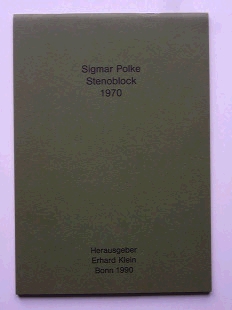 Sigmar Polke
Stenoblock
1970
Herausgeber
Erhard Klein
Bonn 1990